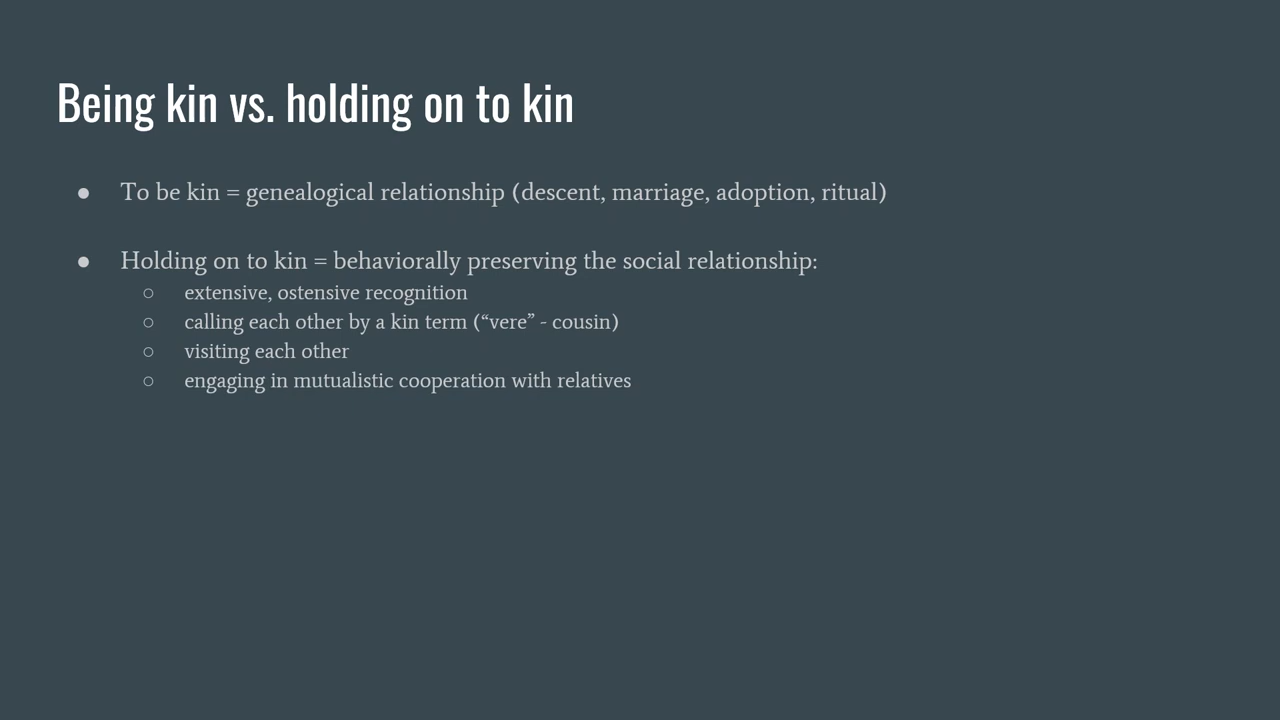 Being kin vs. holding on to kin
● To be kin = genealogical relationship (descent, marriage, adoption, ritual)
● Holding on to kin = behaviorally preserving the social relationship:
○ extensive, ostensive recognition
○ calling each other by a kin term (“vere” - cousin)
○ visiting each other
○ engaging in mutualistic cooperation with relatives